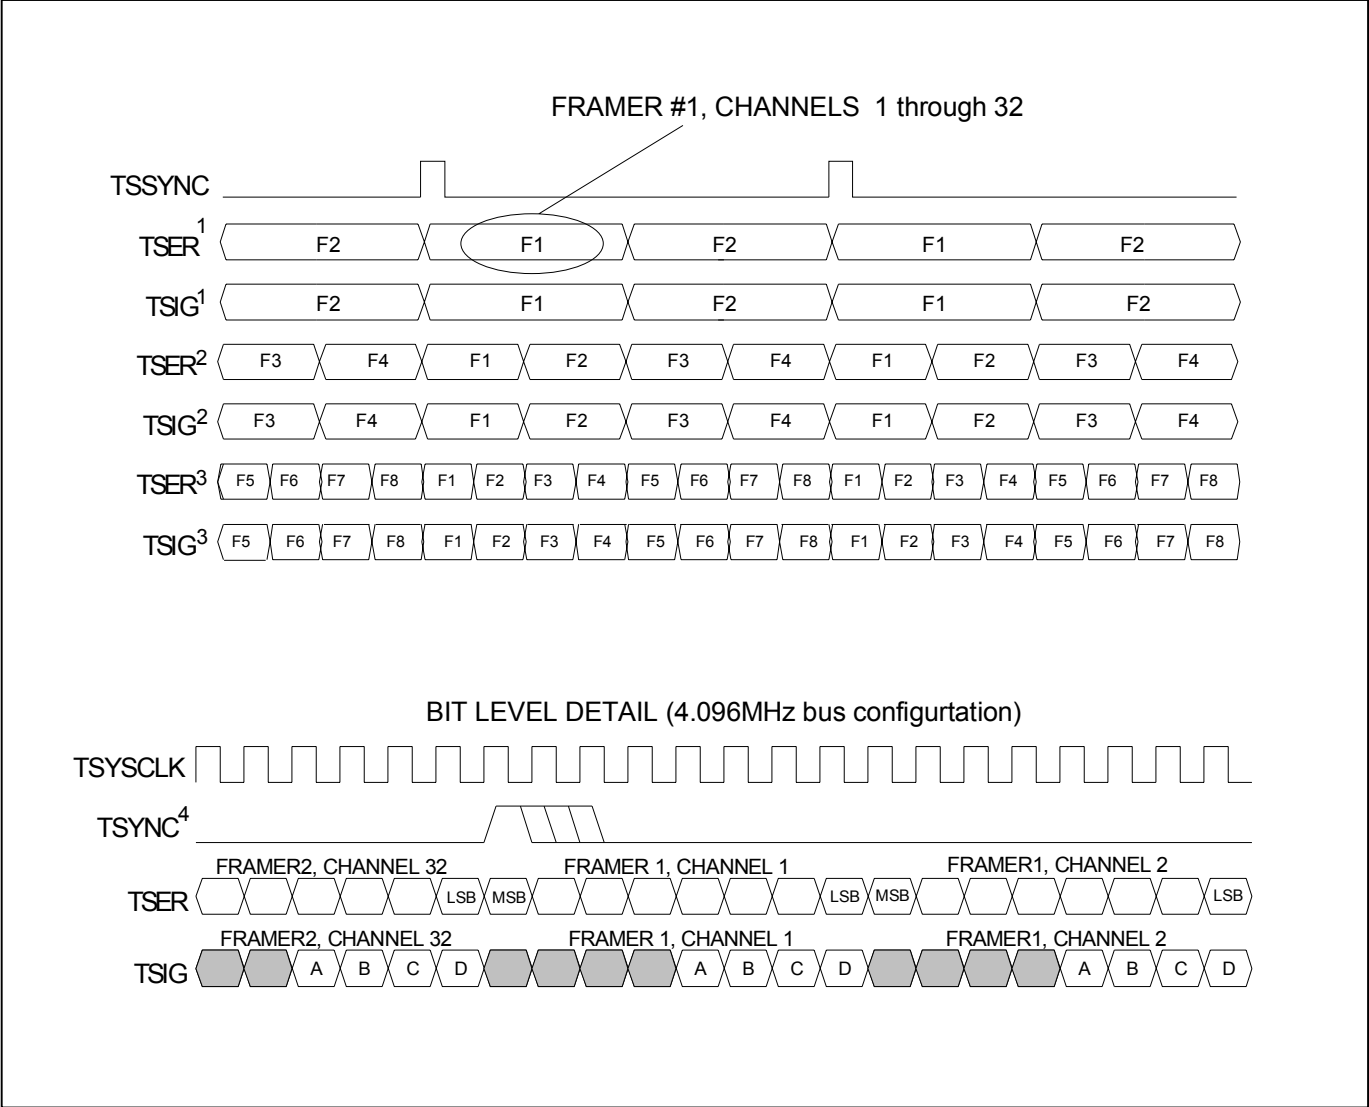 FRAMER #1, CHANNELS 1 through 32
TSSYNC
TSER1 F2 F1 F2 F1 F2
TSIG1 F2 F1 F2 F1 F2
TSER2 F3 F4 F1 F2 F3 F4 F1 F2 F3 F4
TSIG2 F3 F4 F1 F2 F3 F4 F1 F2 F3 F4
TSER3 F5 F6 F7 F8 F1 F2 F3 F4 F5 F6 F7 F8 F1 F2 F3 F4 F5 F6 F7 F8
TSIG3 F5 F6 F7 F8 F1 F2 F3 F4 F5 F6 F7 F8 F1 F2 F3 F4 F5 F6 F7 F8
BIT LEVEL DETAIL (4.096MHz bus configurtation)
TSYSCLK
TSYNC4
FRAMER2, CHANNEL 32 FRAMER 1, CHANNEL 1 FRAMER1, CHANNEL 2
TSER LSB MSB LSB MSB LSB
FRAMER2, CHANNEL 32 FRAMER 1, CHANNEL 1 FRAMER1, CHANNEL 2
TSIG A B C D A B C D A B C D